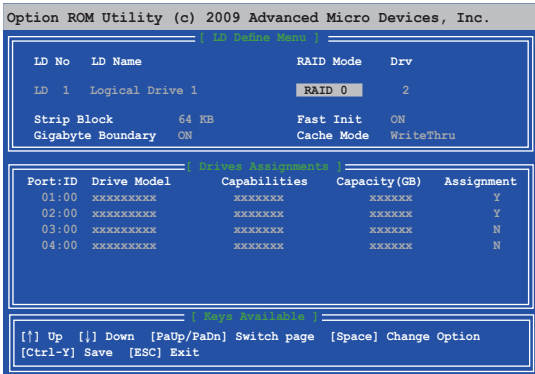 Option ROM Utility (c) 2009 Advanced Micro Devices, Inc.
[ LD Define Menu ]
LD No LD Name RAID Mode Drv
LD 1 Logical Drive 1 RAID 0 2
Strip Block 64 KB Fast Init ON
Gigabyte Boundary ON Cache Mode WriteThru
[ Drives Assignments ]
Port:ID Drive Model Capabilities Capacity(GB) Assignment
01:00 xxxxxxxxx xxxxxxx xxxxxx Y
02:00 xxxxxxxxx xxxxxxx xxxxxx Y
03:00 xxxxxxxxx xxxxxxx xxxxxx N
04:00 xxxxxxxxx xxxxxxx xxxxxx N
[ Keys Available ]
[↑] Up [↓] Down [PaUp/PaDn] Switch page [Space] Change Option
[Ctrl-Y] Save [ESC] Exit